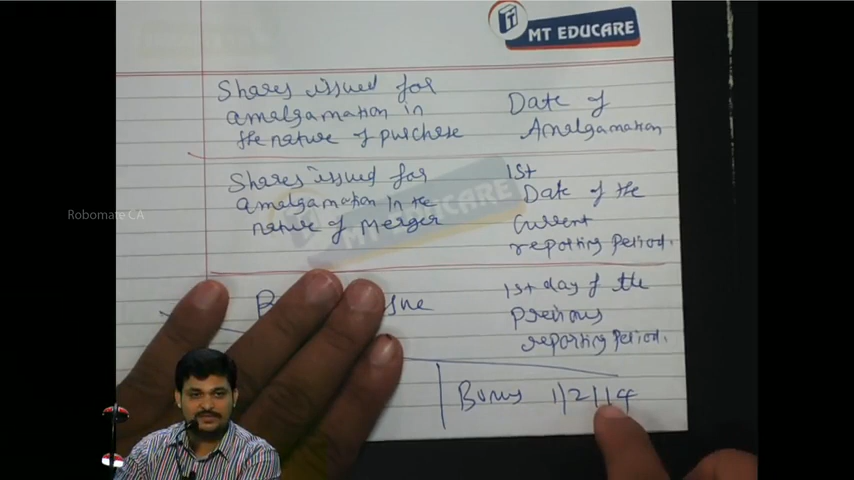 MT EDUCARE
Shares issued for
amalgamation in
the nature of purchase
Date of
Amalgamation
Robomate CA
Shares issued for
amalgamation in the
nature of Merger
1st
Date of the
current
reporting period.
MT EDUCARE
1st day of the
previous
reporting period.
Bonus 1/2/14